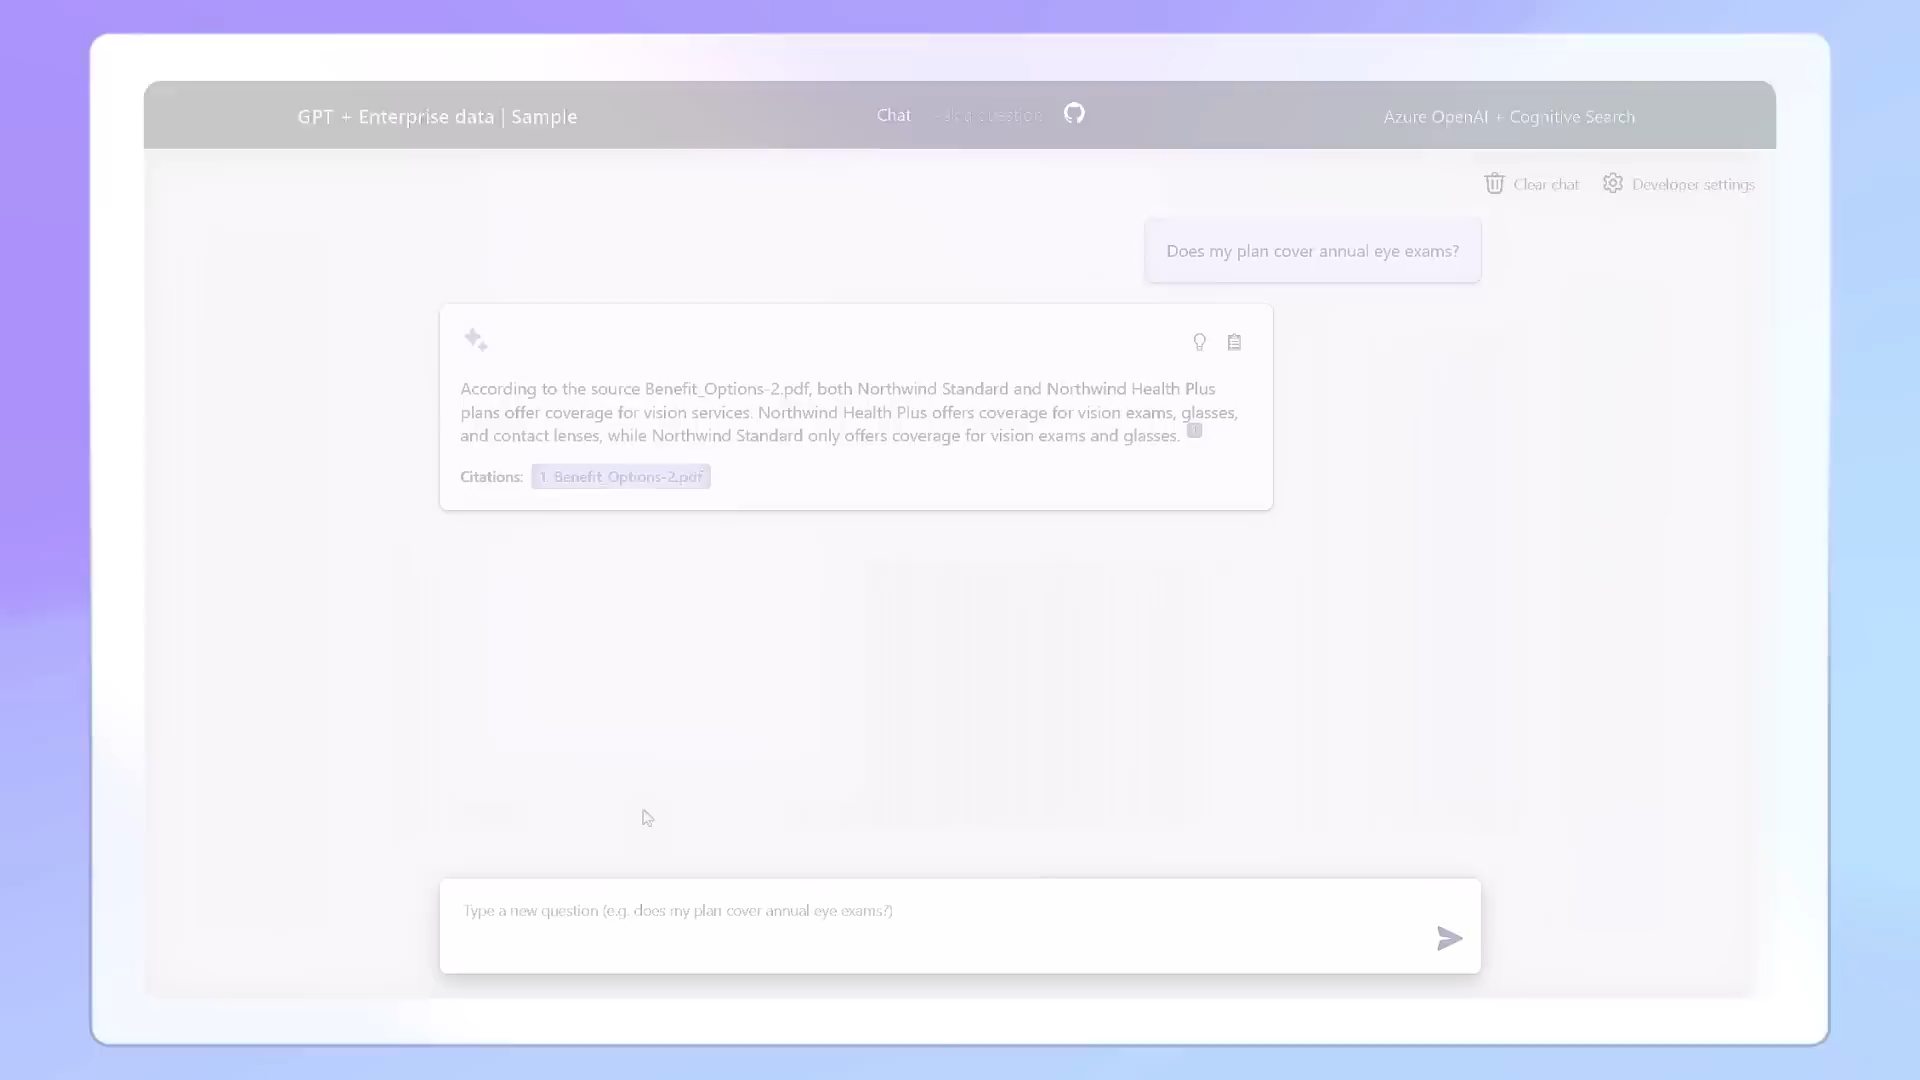 GPT + Enterprise data | Sample
Chat
question
Azure OpenAI + Cognitive Search
Clear chat
Developer settings
Does my plan cover annual eye exams?
According to the source Benefit_Options-2.pdf, both Northwind Standard and Northwind Health Plus
plans offer coverage for vision services. Northwind Health Plus offers coverage for vision exams, glasses,
and contact lenses, while Northwind Standard only offers coverage for vision exams and glasses.
Citations: 1. Benefit_Options-2.pdf
Type a new question (e.g. does my plan cover annual eye exams?)